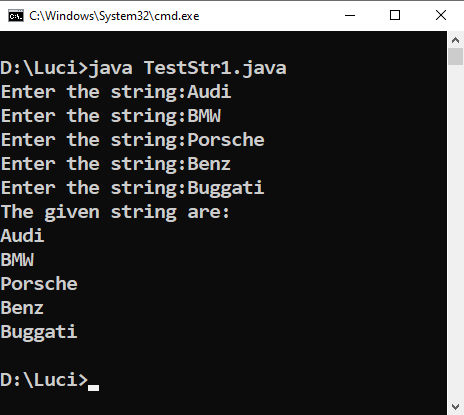 C:\Windows\System32\cmd.exe
D:\Luci>java TestStr1.java
Enter the string:Audi
Enter the string:BMW
Enter the string:Porsche
Enter the string:Benz
Enter the string:Buggati
The given string are:
Audi
BMW
Porsche
Benz
Buggati
D:\Luci>